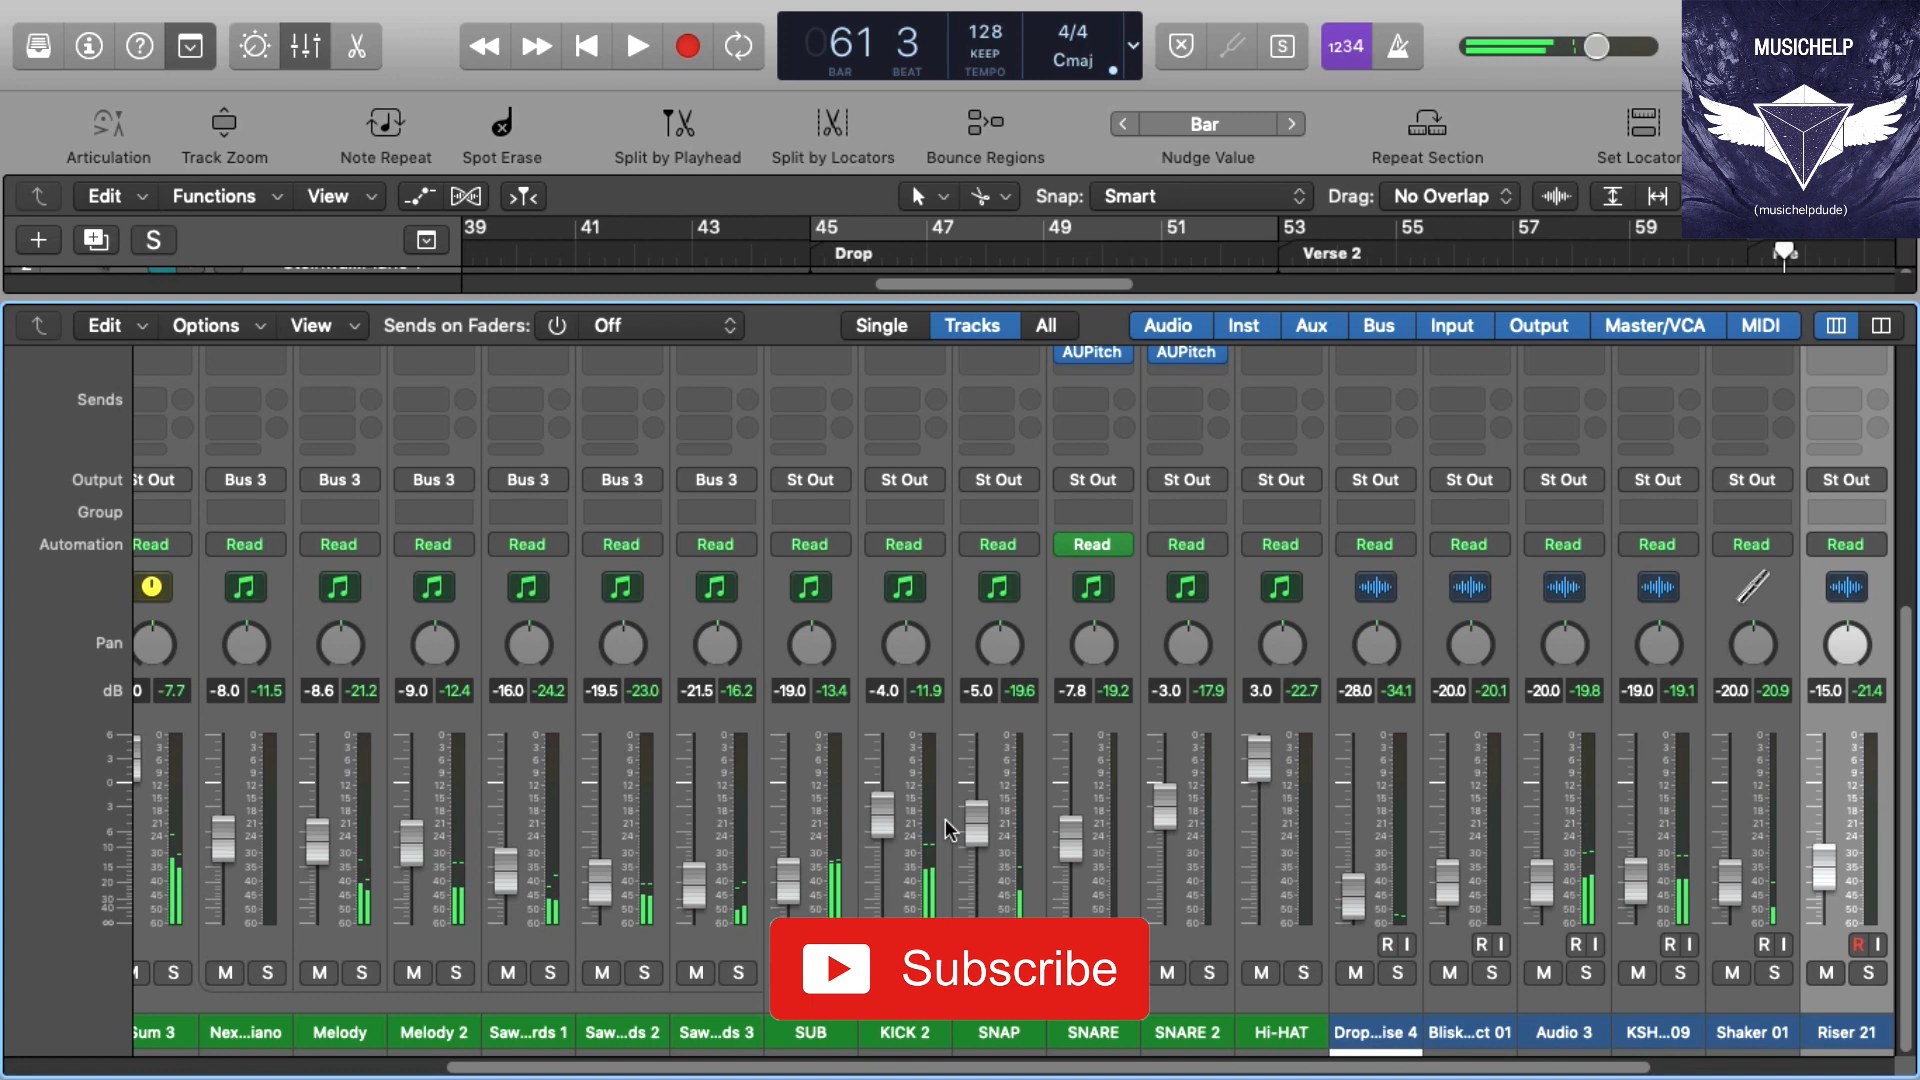 061 3
BAR BEAT
128
KEEP
TEMPO
4/4
Cmaj
S
1234
MUSICHELP
(musichelpdude)
Articulation Track Zoom Note Repeat Spot Erase Split by Playhead Split by Locators Bounce Regions Nudge Value Repeat Section Set Locator
Bar
Edit Functions View Snap: Smart Drag: No Overlap
S
39 41 43 45 47 49 51 53 55 57 59
Drop Verse 2
Edit Options View Sends on Faders: Off Single Tracks All Audio Inst Aux Bus Input Output Master/VCA MIDI
AUPitch AUPitch
Sends
Output St Out Bus 3 Bus 3 Bus 3 Bus 3 Bus 3 Bus 3 St Out St Out St Out St Out St Out St Out St Out St Out St Out St Out St Out St Out
Group
Automation Read Read Read Read Read Read Read Read Read Read Read Read Read Read Read Read Read Read Read
Pan
dB 0 -7.7 -8.0 -11.5 -8.6 -21.2 -9.0 -12.4 -16.0 -24.2 -19.5 -23.0 -21.5 -16.2 -19.0 -13.4 -4.0 -11.9 -5.0 -19.6 -7.8 -19.2 -3.0 -17.9 3.0 -22.7 -28.0 -34.1 -20.0 -20.1 -20.0 -19.8 -19.0 -19.1 -20.0 -20.9 -15.0 -21.4
R I R I R I R I R I R I
M S M S M S M S M S M S M S M S M S M S M S M S M S M S M S
Subscribe
Sum 3 Nex...iano Melody Melody 2 Saw...rds 1 Saw...ds 2 Saw...ds 3 SUB KICK 2 SNAP SNARE SNARE 2 Hi-HAT Drop...ise 4 Blisk...ct 01 Audio 3 KSH...09 Shaker 01 Riser 21